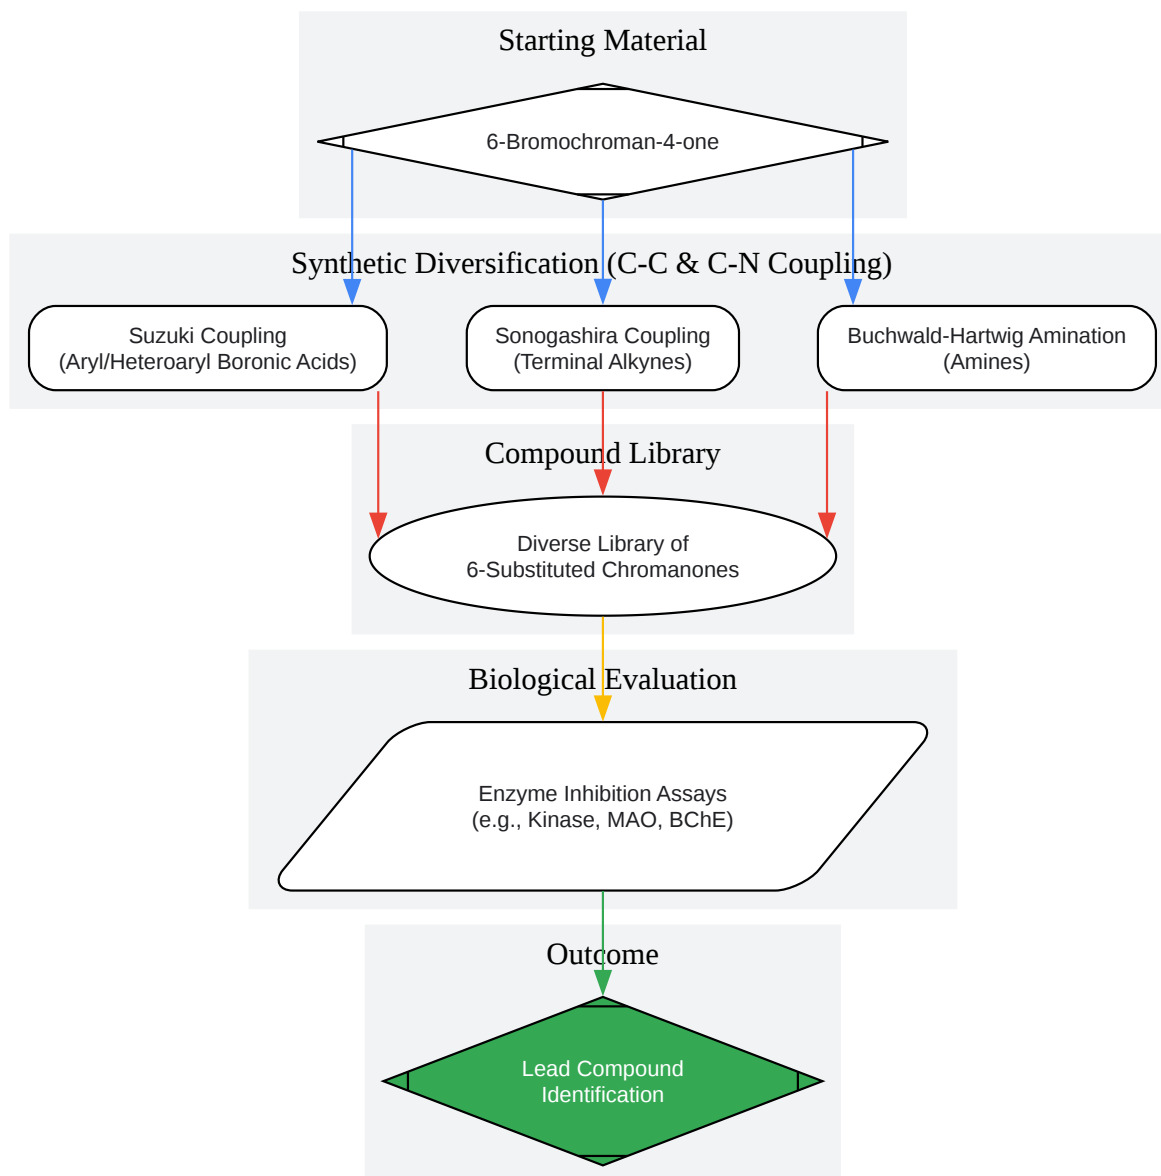 Starting Material
6-Bromochroman-4-one
Synthetic Diversification (C-C & C-N Coupling)
Suzuki Coupling
(Aryl/Heteroaryl Boronic Acids)
Sonogashira Coupling
(Terminal Alkynes)
Buchwald-Hartwig Amination
(Amines)
Compound Library
Diverse Library of
6-Substituted Chromanones
Biological Evaluation
Enzyme Inhibition Assays
(e.g., Kinase, MAO, BChE)
Outcome
Lead Compound
Identification